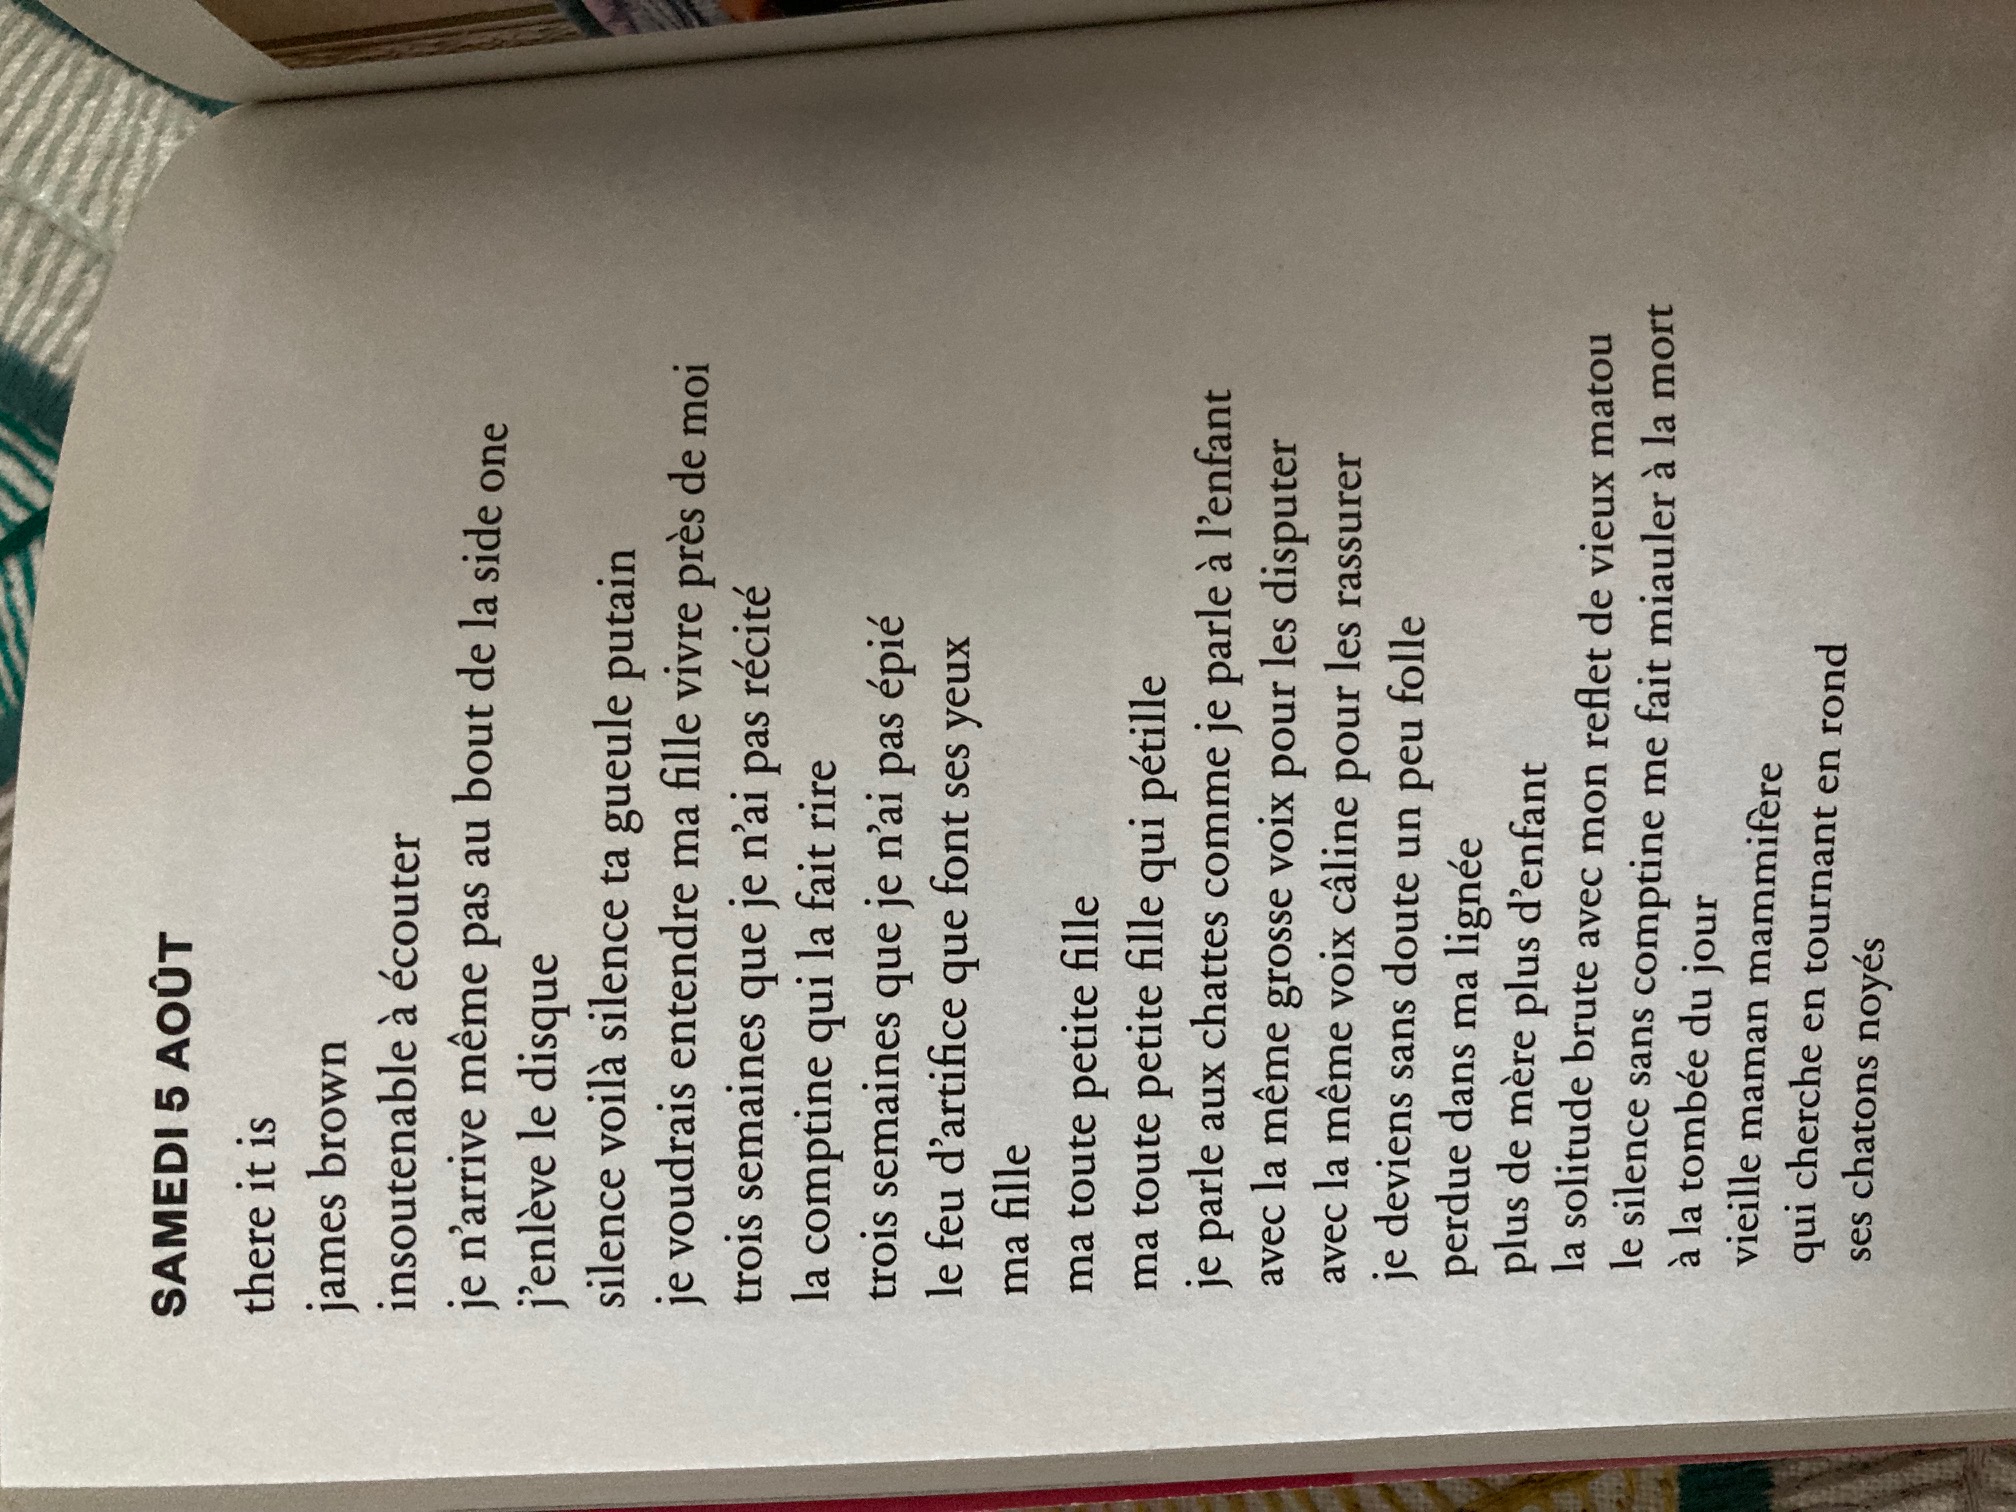 SAMEDI 5 AOÛT
there it is
james brown
insoutenable à écouter
je n’arrive même pas au bout de la side one
j’enlève le disque
silence voilà silence ta gueule putain
je voudrais entendre ma fille vivre près de moi
trois semaines que je n’ai pas récité
la comptine qui la fait rire
trois semaines que je n’ai pas épié
le feu d’artifice que font ses yeux
ma fille
ma toute petite fille
ma toute petite fille qui pétille
je parle aux chattes comme je parle à l’enfant
avec la même grosse voix pour les disputer
avec la même voix câline pour les rassurer
je deviens sans doute un peu folle
perdue dans ma lignée
plus de mère plus d’enfant
la solitude brute avec mon reflet de vieux matou
le silence sans comptine me fait miauler à la mort
à la tombée du jour
vieille maman mammifère
qui cherche en tournant en rond
ses chatons noyés